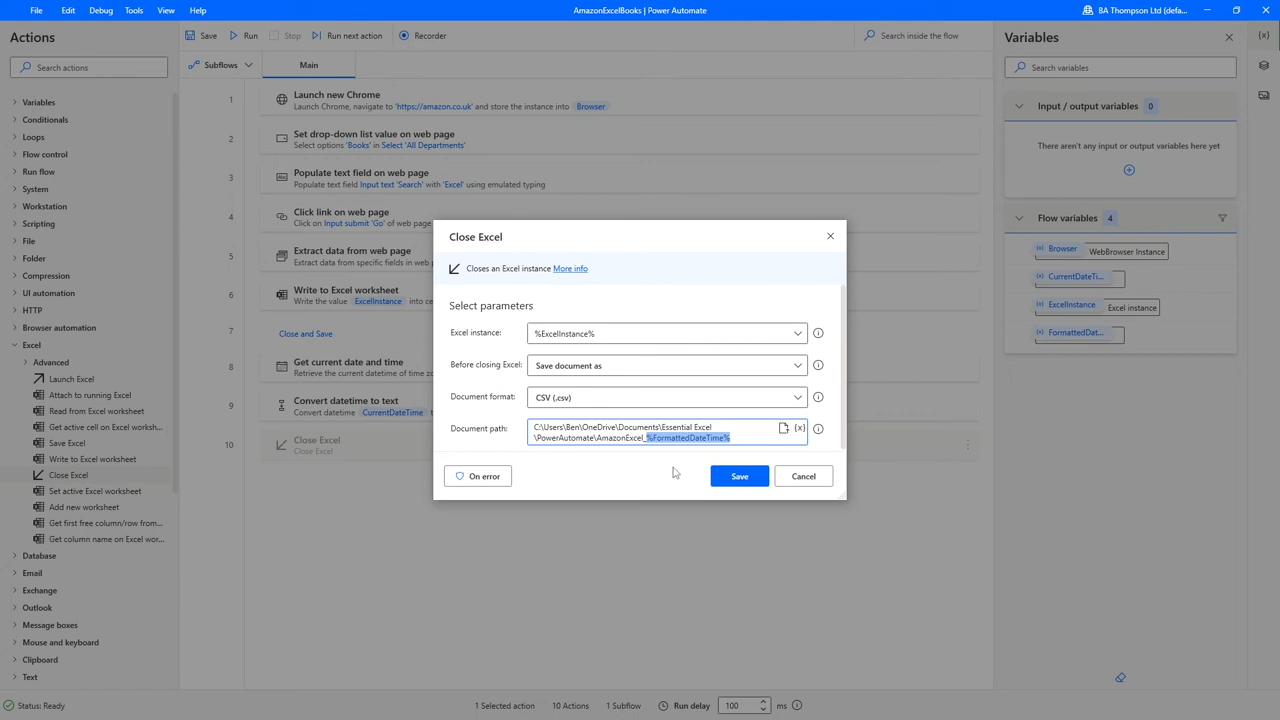 File Edit Debug Tools View Help AmazonExcelBooks | Power Automate BA Thompson Ltd (defa...
Actions
Search actions
Variables
Conditionals
Loops
Flow control
Run flow
System
Workstation
Scripting
File
Folder
Compression
UI automation
HTTP
Browser automation
Excel
Advanced
Launch Excel
Attach to running Excel
Read from Excel worksheet
Get active cell on Excel workshe...
Save Excel
Write to Excel worksheet
Close Excel
Set active Excel worksheet
Add new worksheet
Get first free column/row from...
Get column name on Excel wor...
Database
Email
Exchange
Outlook
Message boxes
Mouse and keyboard
Clipboard
Text
Save Run Stop Run next action Recorder Search inside the flow
Subflows Main
1 Launch new Chrome
Launch Chrome, navigate to 'https://amazon.co.uk' and store the instance into Browser
2 Set drop-down list value on web page
Select options 'Books' in Select 'All Departments'
3 Populate text field on web page
Populate text field Input text 'Search' with 'Excel' using emulated typing
4 Click link on web page
Click on Input submit 'Go' of web page
5 Extract data from web page
Extract data from specific fields in web
6 Write to Excel worksheet
Write the value ExcelInstance into ce
7 Close and Save
8 Get current date and time
Retrieve the current datetime of time zo
9 Convert datetime to text
Convert datetime CurrentDateTime t
10 Close Excel
Close Excel
Close Excel
Closes an Excel instance More info
Select parameters
Excel instance: %ExcelInstance%
Before closing Excel: Save document as
Document format: CSV (.csv)
Document path: C:\Users\Ben\OneDrive\Documents\Essential Excel
\PowerAutomate\AmazonExcel_%FormattedDateTime% {x}
On error Save Cancel
Variables
{x}
Search variables
Input / output variables 0
There aren't any input or output variables here yet
Flow variables 4
Browser WebBrowser Instance
CurrentDateTi...
ExcelInstance Excel instance
FormattedDat...
Status: Ready 1 Selected action 10 Actions 1 Subflow Run delay 100 ms